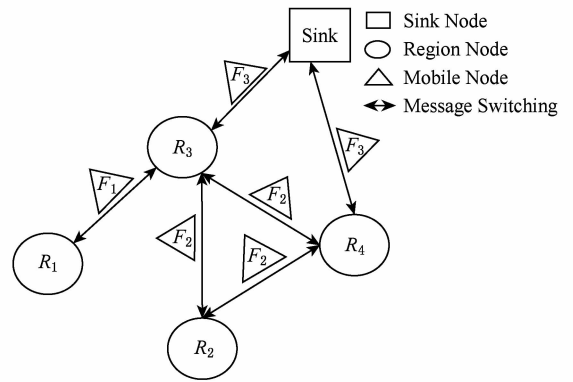 Sink
Sink Node
Region Node
Mobile Node
Message Switching
F₃
R₃
F₃
F₁
F₂
R₁
F₂
F₂
R₄
R₂